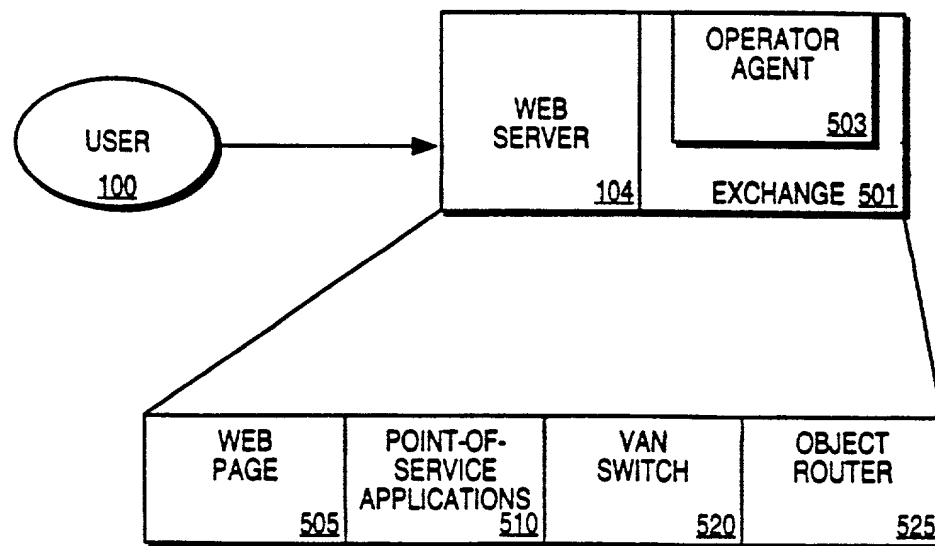 USER
100
WEB
SERVER
104
OPERATOR
AGENT
503
EXCHANGE 501
WEB
PAGE
505
POINT-OF-
SERVICE
APPLICATIONS
510
VAN
SWITCH
520
OBJECT
ROUTER
525